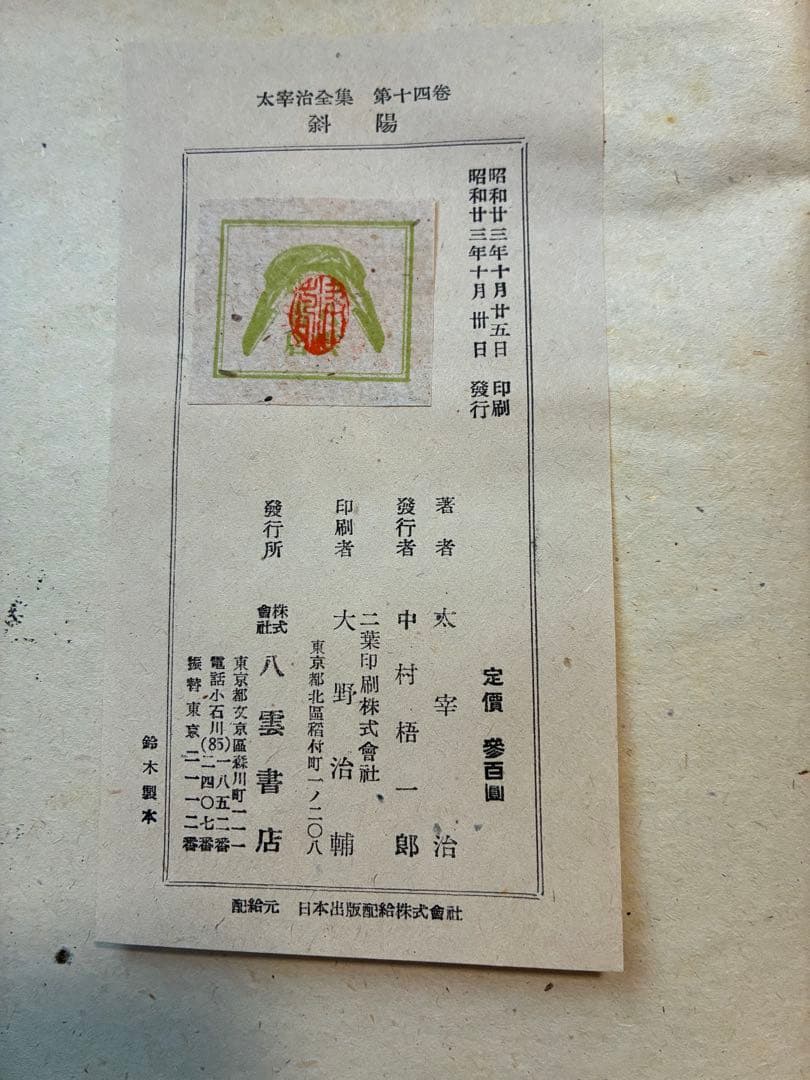 太宰治全集 第十四卷
斜陽
昭和廿三年十月廿五日 印刷
昭和廿三年十月卅日 發行
定價 參百圓
著者 太宰治
發行者 中村梧一郎
二葉印刷株式會社
印刷者 大野治輔
東京都北區稻村町一ノ二〇八
發行所 株式會社 八雲書店
東京都文京區森川町一一一
電話小石川(85)一八五二番
二四〇七番
振替東京二一一二番
鈴木製本
配給元 日本出版配給株式會社